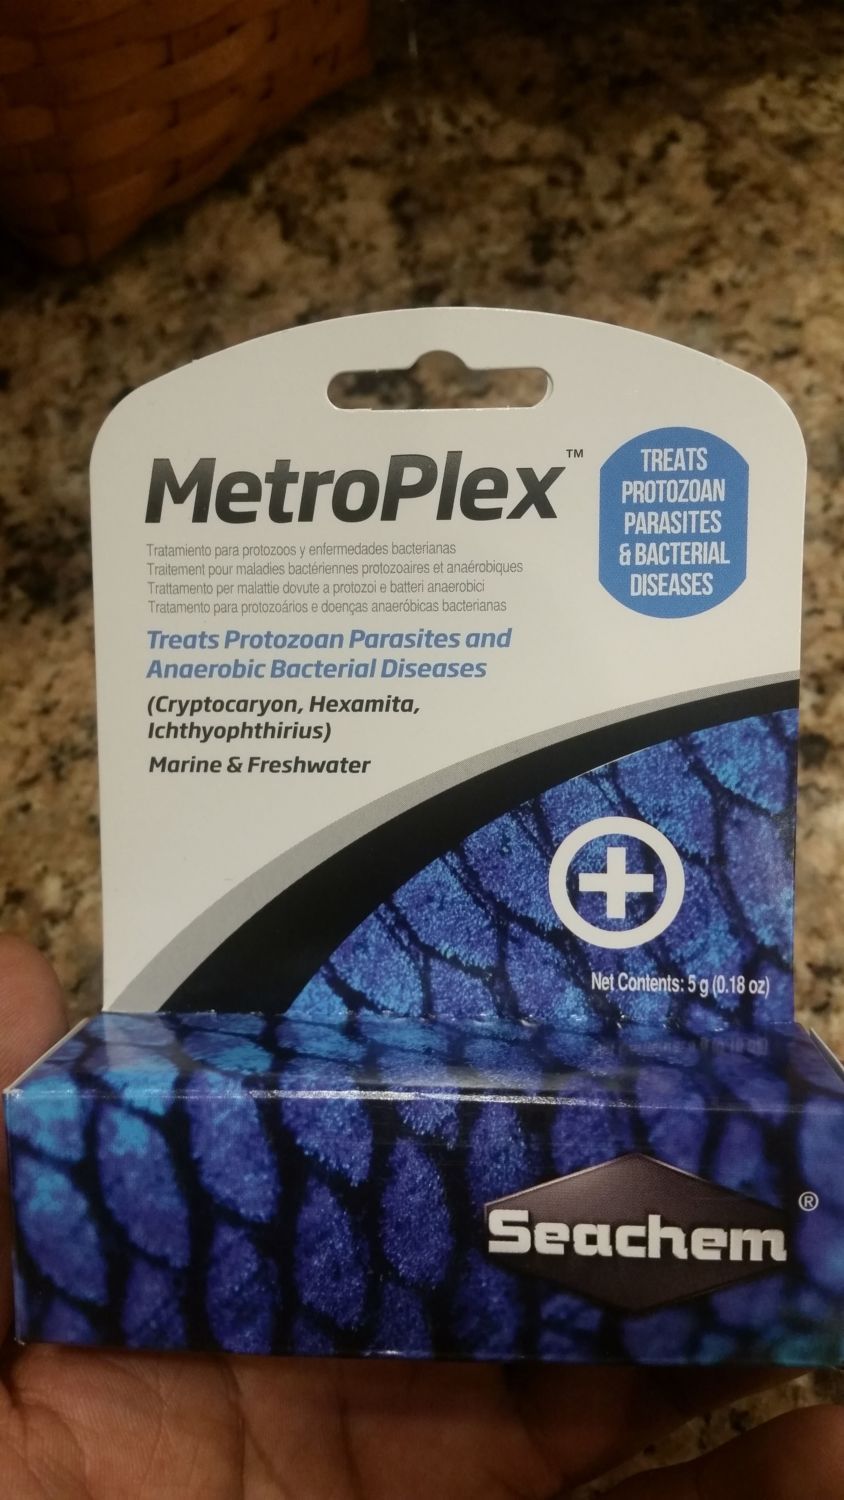 MetroPlex™
TREATS
PROTOZOAN
PARASITES
& BACTERIAL
DISEASES
Tratamiento para protozoos y enfermedades bacterianas
Traitement pour maladies bactériennes protozoaires et anaérobiques
Trattamento per malattie dovute a protozoi e batteri anaerobici
Tratamento para protozoários e doenças anaeróbicas bacterianas
Treats Protozoan Parasites and
Anaerobic Bacterial Diseases
(Cryptocaryon, Hexamita,
Ichthyophthirius)
Marine & Freshwater
Net Contents: 5 g (0.18 oz)
Seachem®